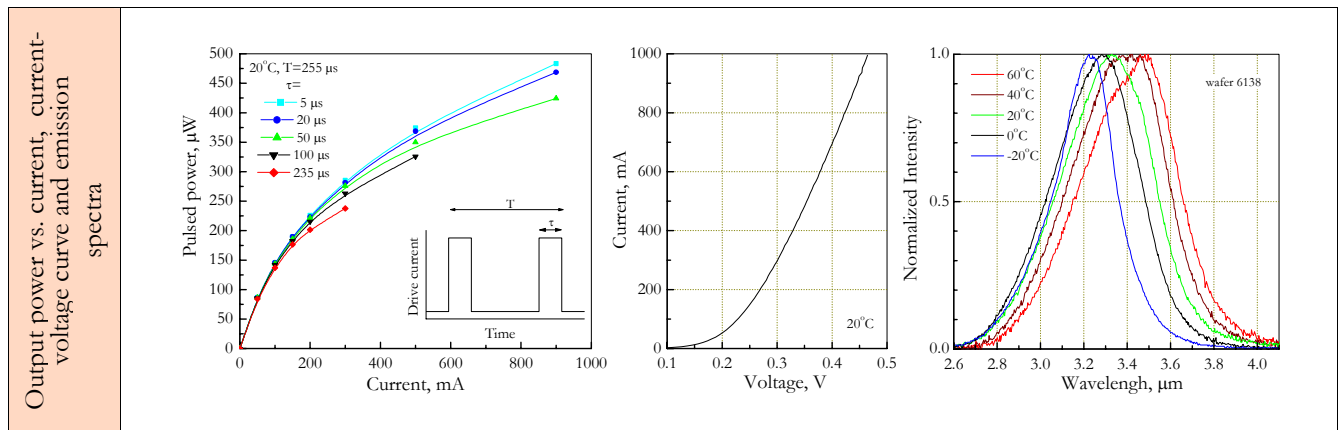 Output power vs. current, current-
voltage curve and emission
spectra
500
450
400
350
300
250
200
150
100
50
0
Pulsed power, µW
20°C, T=255 µs
τ=
5 µs
20 µs
50 µs
100 µs
235 µs
T
τ
Drive current
Time
0 200 400 600 800 1000
Current, mA
1000
800
600
400
200
0
Current, mA
20°C
0.1 0.2 0.3 0.4 0.5
Voltage, V
1.0
0.5
0.0
Normalized Intensity
60°C
40°C
20°C
0°C
-20°C
wafer 6138
2.6 2.8 3.0 3.2 3.4 3.6 3.8 4.0
Wavelengh, µm